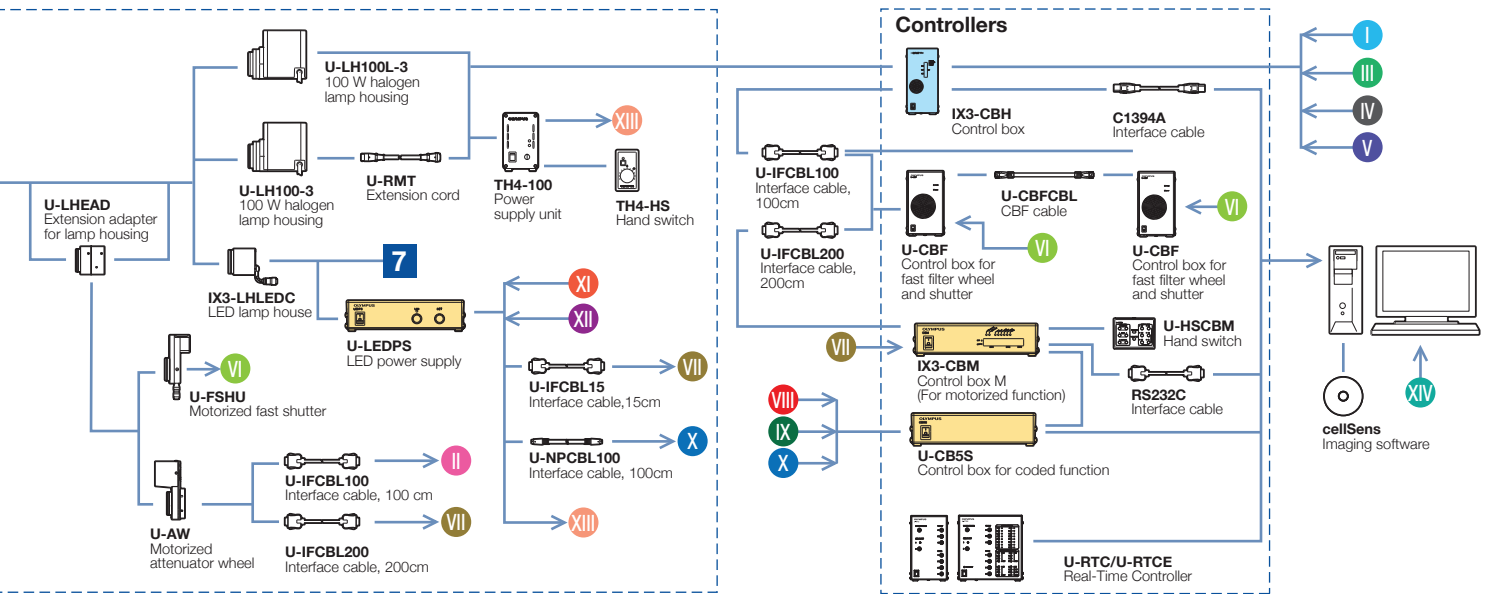 Controllers
U-LH100L-3
100 W halogen
lamp housing
U-LH100-3
100 W halogen
lamp housing
U-RMT
Extension cord
OLYMPUS
TH4-100
Power
supply unit
XIII
TH4-HS
Hand switch
U-LHEAD
Extension adapter
for lamp housing
IX3-LHLEDC
LED lamp house
7
OLYMPUS
U-LEDPS
LED power supply
XI
XII
U-IFCBL15
Interface cable,15cm
VII
U-NPCBL100
Interface cable, 100cm
X
XIII
VI
U-FSHU
Motorized fast shutter
U-AW
Motorized
attenuator wheel
U-IFCBL100
Interface cable, 100 cm
II
U-IFCBL200
Interface cable, 200cm
VII
IX3-CBH
Control box
C1394A
Interface cable
I
III
IV
V
U-IFCBL100
Interface cable,
100cm
U-IFCBL200
Interface cable,
200cm
U-CBFCBL
CBF cable
U-CBF
Control box for
fast filter wheel
and shutter
VI
U-CBF
Control box for
fast filter wheel
and shutter
VI
VII
OLYMPUS
IX3-CBM
Control box M
(For motorized function)
U-HSCBM
Hand switch
RS232C
Interface cable
VIII
IX
X
OLYMPUS
U-CB5S
Control box for coded function
U-RTC/U-RTCE
Real-Time Controller
cellSens
Imaging software
XIV